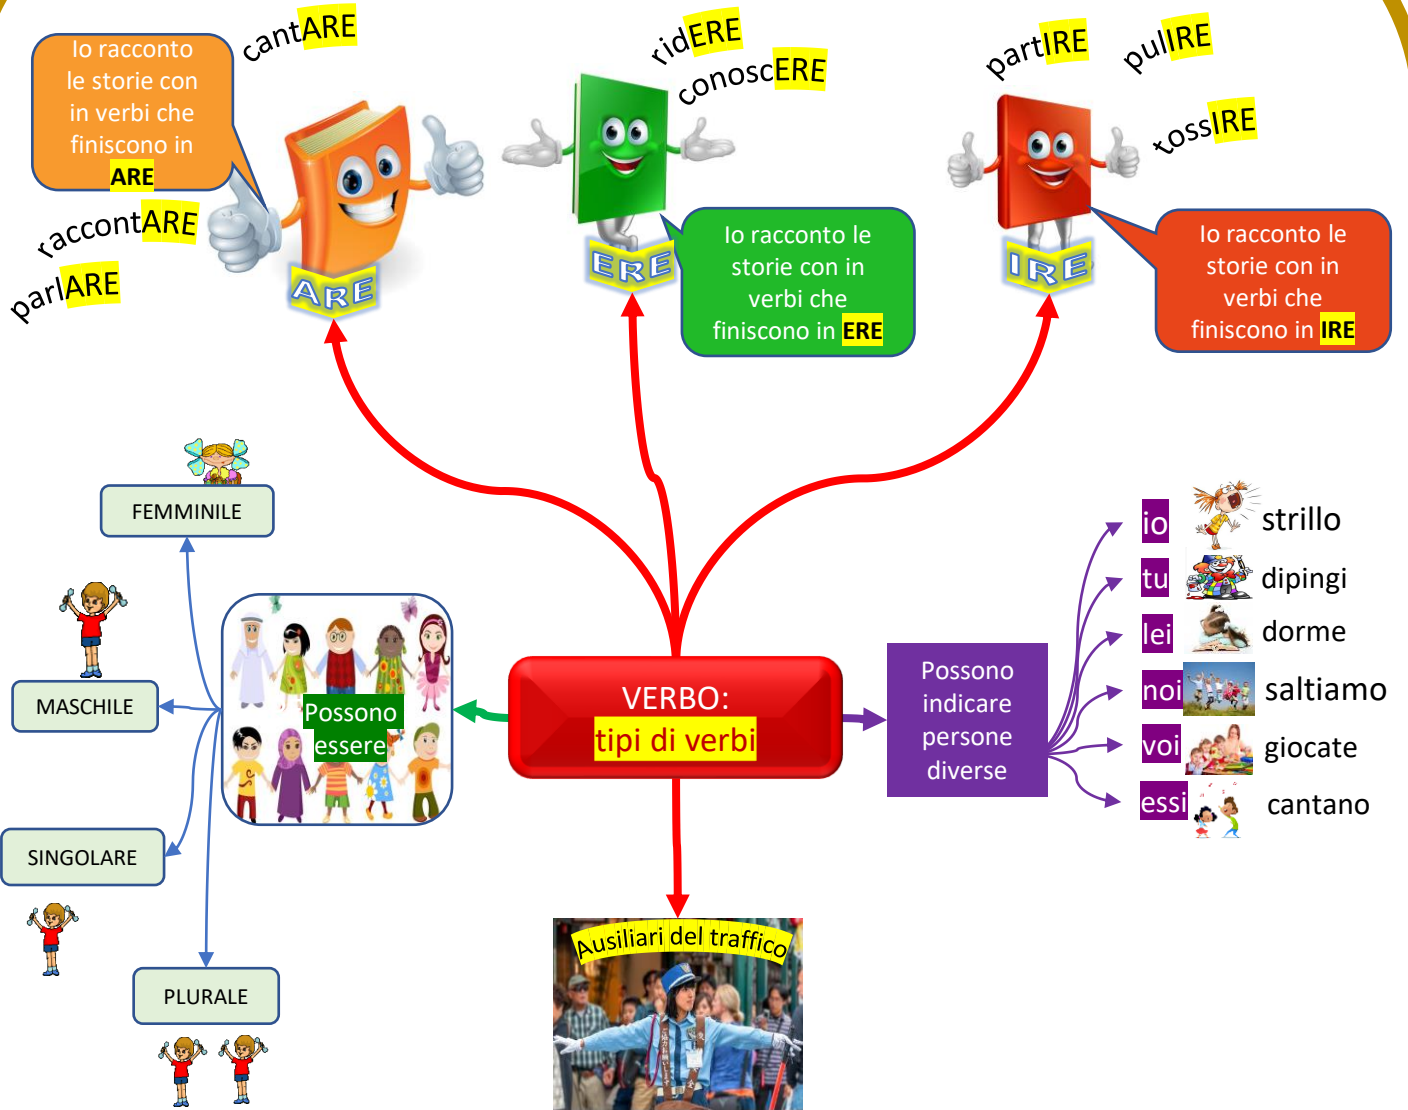 cantARE
Io racconto
le storie con
in verbi che
finiscono in
ARE
raccontARE
parlARE
ARE
ridERE
conoscERE
ERE
Io racconto le
storie con in
verbi che
finiscono in ERE
partIRE
pulIRE
tossIRE
IRE
Io racconto le
storie con in
verbi che
finiscono in IRE
FEMMINILE
MASCHILE
SINGOLARE
PLURALE
Possono
essere
VERBO:
tipi di verbi
Possono
indicare
persone
diverse
io strillo
tu dipingi
lei dorme
noi saltiamo
voi giocate
essi cantano
Ausiliari del traffico